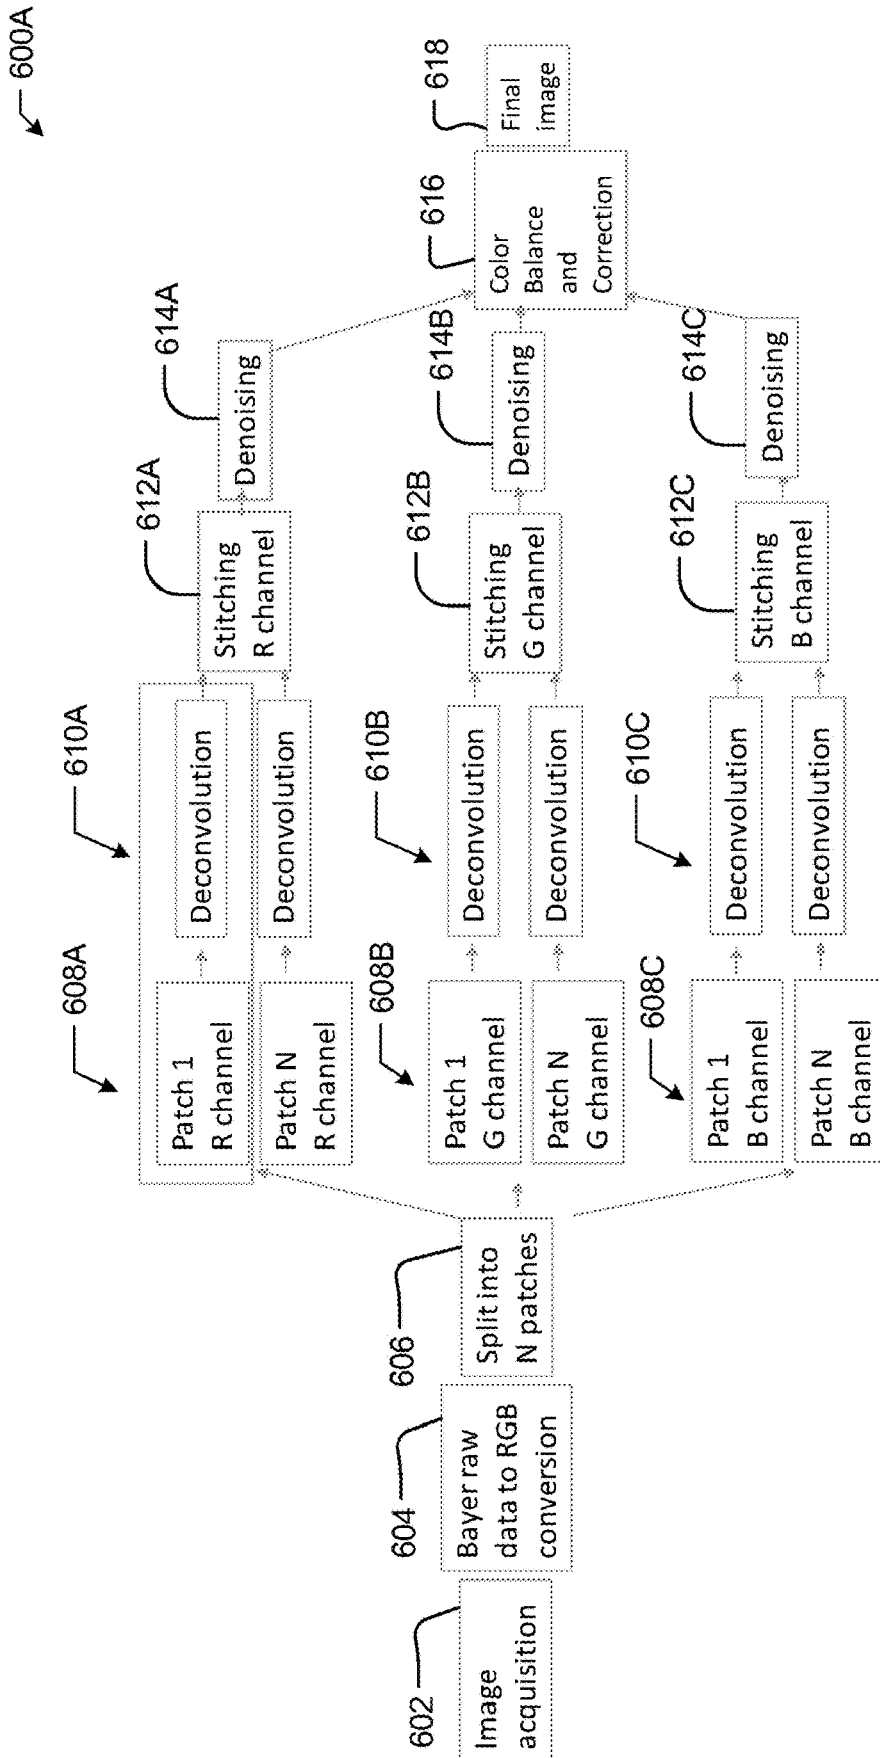 600A
602
Image
acquisition
604
Bayer raw
data to RGB
conversion
606
Split into
N patches
608A
Patch 1
R channel
Patch N
R channel
610A
Deconvolution
Deconvolution
612A
Stitching
R channel
614A
Denoising
608B
Patch 1
G channel
Patch N
G channel
610B
Deconvolution
Deconvolution
612B
Stitching
G channel
614B
Denoising
608C
Patch 1
B channel
Patch N
B channel
610C
Deconvolution
Deconvolution
612C
Stitching
B channel
614C
Denoising
616
Color
Balance
and
Correction
618
Final
image